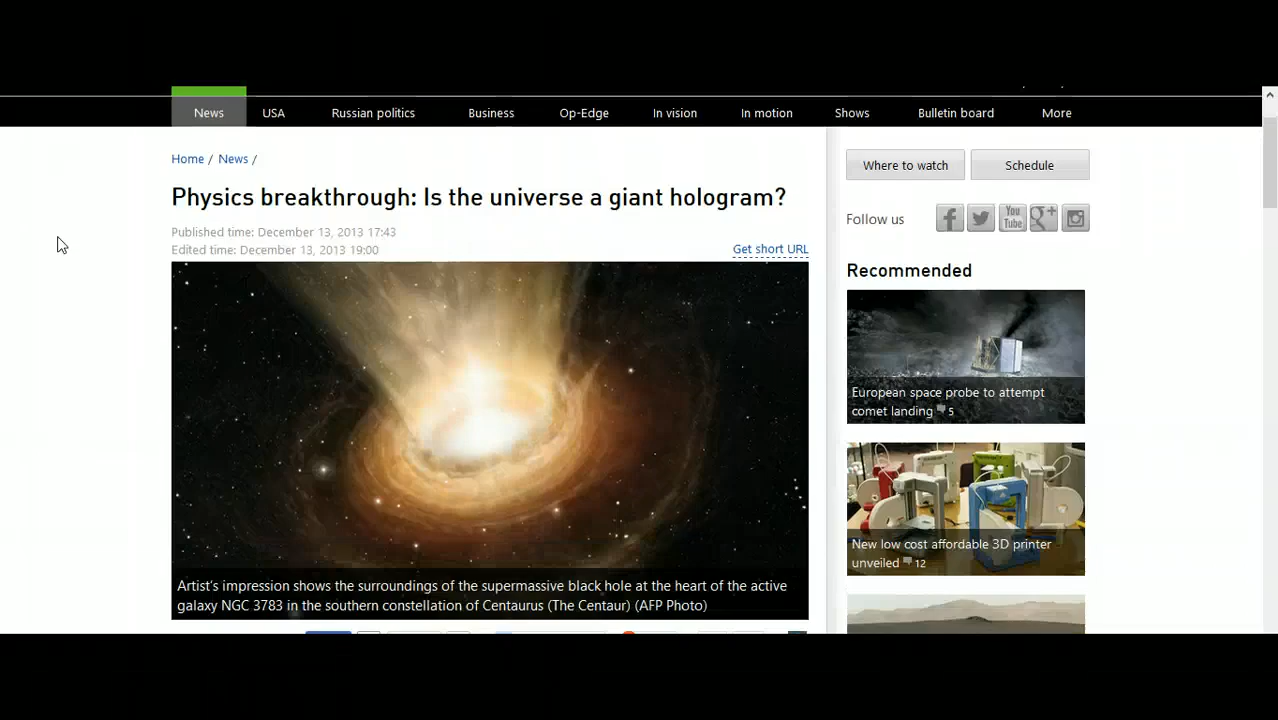 News USA Russian politics Business Op-Edge In vision In motion Shows Bulletin board More
Home / News /
Physics breakthrough: Is the universe a giant hologram?
Published time: December 13, 2013 17:43
Edited time: December 13, 2013 19:00
Get short URL
Artist's impression shows the surroundings of the supermassive black hole at the heart of the active
galaxy NGC 3783 in the southern constellation of Centaurus (The Centaur) (AFP Photo)
Where to watch Schedule
Follow us
You Tube
Recommended
European space probe to attempt
comet landing 5
New low cost affordable 3D printer
unveiled 12